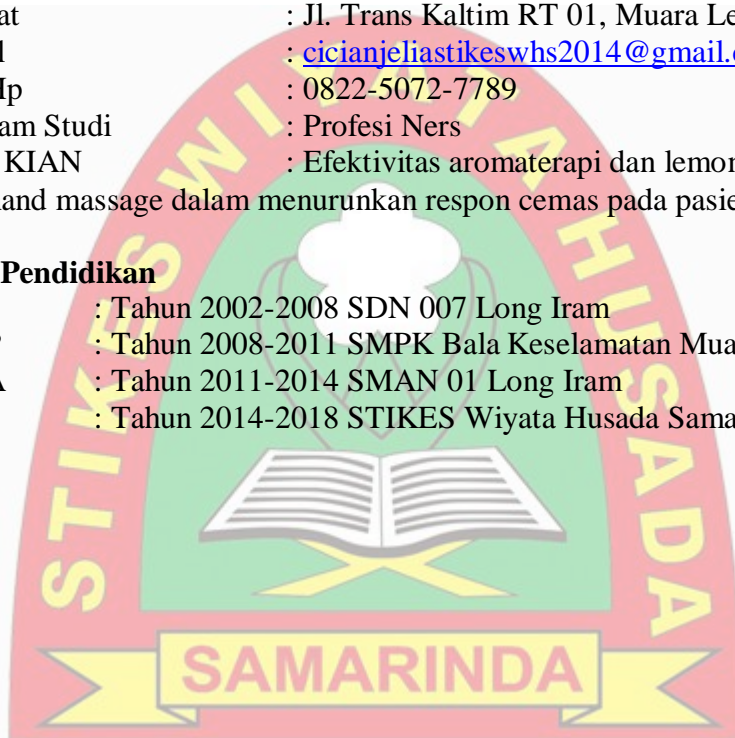 at : Jl. Trans Kaltim RT 01, Muara Le
l : cicianjeliastikeswhs2014@gmail.c
Hp : 0822-5072-7789
am Studi : Profesi Ners
KIAN : Efektivitas aromaterapi dan lemon
and massage dalam menurunkan respon cemas pada pasie
Pendidikan
: Tahun 2002-2008 SDN 007 Long Iram
P : Tahun 2008-2011 SMPK Bala Keselamatan Mua
A : Tahun 2011-2014 SMAN 01 Long Iram
: Tahun 2014-2018 STIKES Wiyata Husada Sama
STIKES WIYATA HUSADA
SAMARINDA